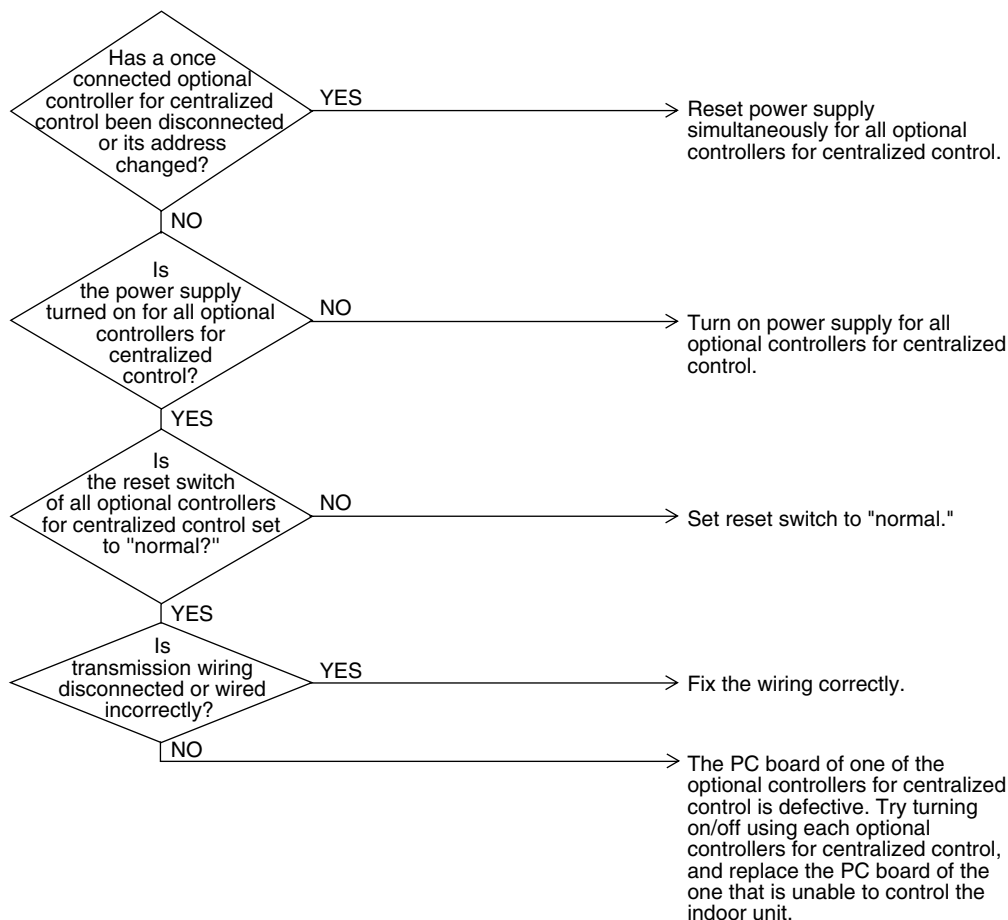 Has a once
connected optional
controller for centralized
control been disconnected
or its address
changed?
YES
Reset power supply
simultaneously for all optional
controllers for centralized control.
NO
Is
the power supply
turned on for all optional
controllers for
centralized
control?
NO
Turn on power supply for all
optional controllers for centralized
control.
YES
Is
the reset switch
of all optional controllers
for centralized control set
to "normal?"
NO
Set reset switch to "normal."
YES
Is
transmission wiring
disconnected or wired
incorrectly?
YES
Fix the wiring correctly.
NO
The PC board of one of the
optional controllers for centralized
control is defective. Try turning
on/off using each optional
controllers for centralized control,
and replace the PC board of the
one that is unable to control the
indoor unit.